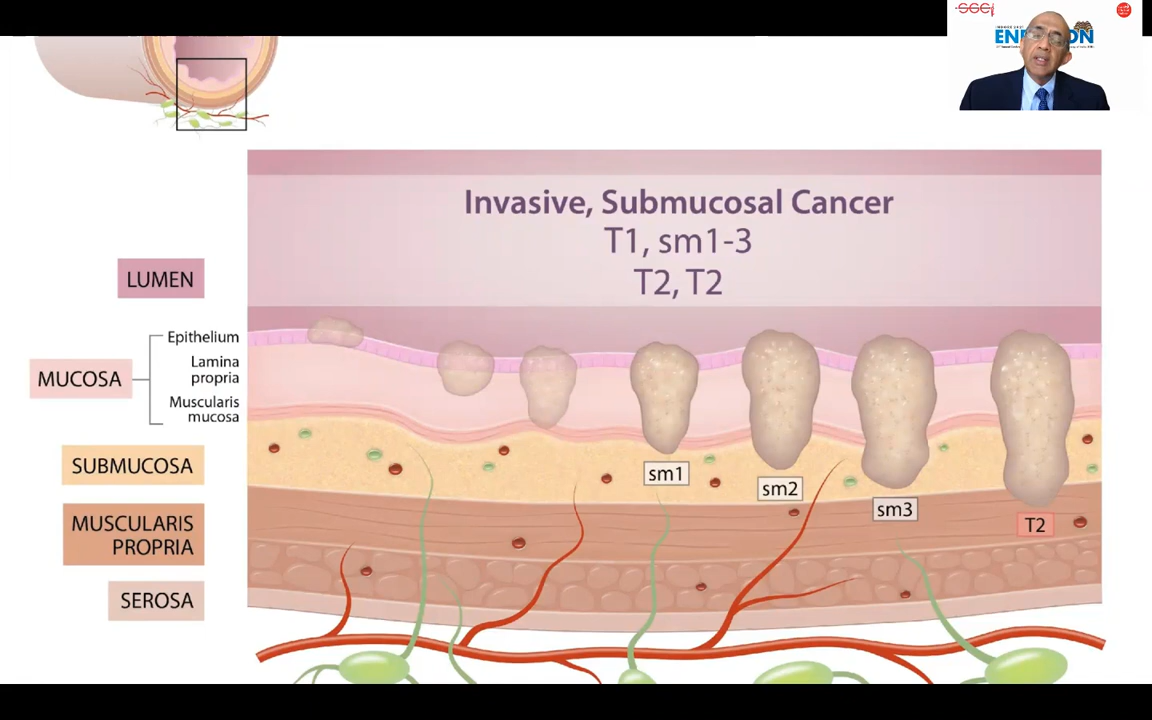 Invasive, Submucosal Cancer
T1, sm1-3
T2, T2
LUMEN
MUCOSA
Epithelium
Lamina
propria
Muscularis
mucosa
SUBMUCOSA
MUSCULARIS
PROPRIA
SEROSA
sm1
sm2
sm3
T2